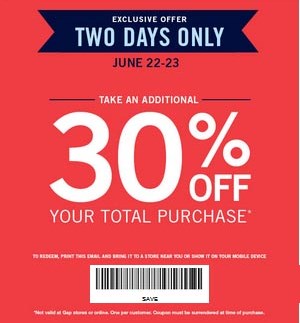 EXCLUSIVE OFFER
TWO DAYS ONLY
JUNE 22-23
TAKE AN ADDITIONAL
30% OFF
YOUR TOTAL PURCHASE*
TO REDEEM, PRINT THIS EMAIL AND BRING IT TO A STORE NEAR YOU OR SHOW IT ON YOUR MOBILE DEVICE
SAVE
*Not valid at Gap stores or online. One per customer. Coupon must be surrendered at time of purchase.